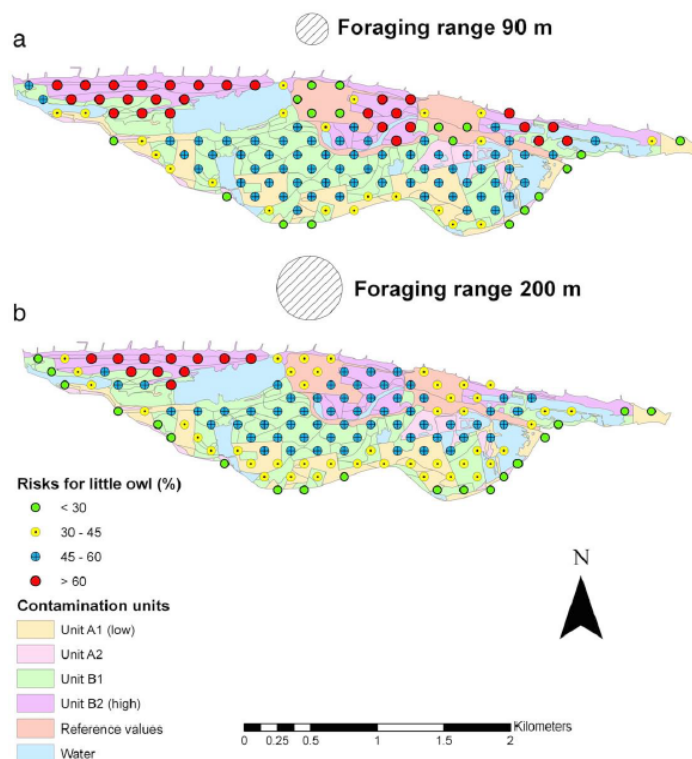 a
Foraging range 90 m
Foraging range 200 m
b
Risks for little owl (%)
< 30
30 - 45
45 - 60
> 60
Contamination units
Unit A1 (low)
Unit A2
Unit B1
Unit B2 (high)
Reference values
Water
N
Kilometers
0 0.25 0.5 1 1.5 2